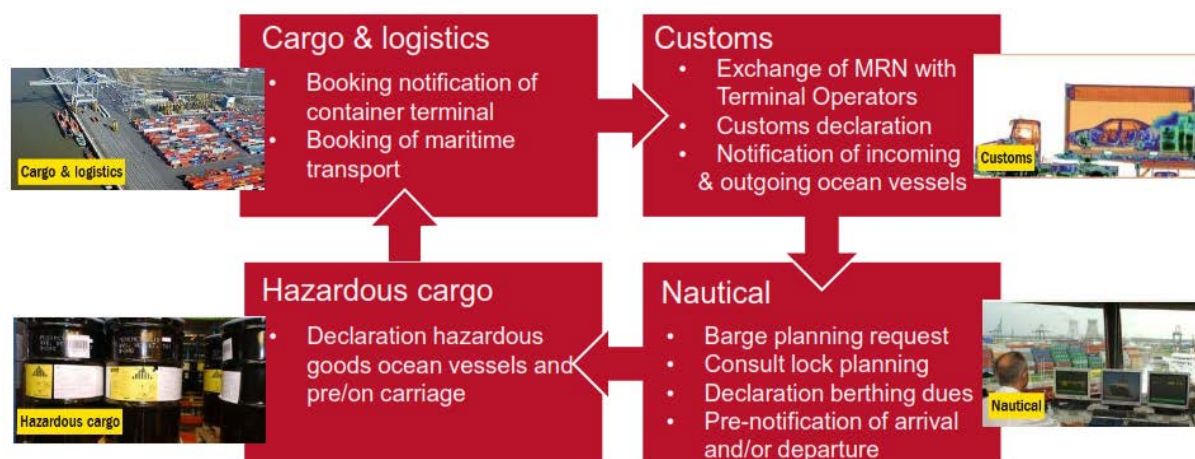 Cargo & logistics
• Booking notification of
container terminal
• Booking of maritime
transport
Cargo & logistics
Customs
• Exchange of MRN with
Terminal Operators
• Customs declaration
• Notification of incoming
& outgoing ocean vessels
Customs
Hazardous cargo
• Declaration hazardous
goods ocean vessels and
pre/on carriage
Hazardous cargo
Nautical
• Barge planning request
• Consult lock planning
• Declaration berthing dues
• Pre-notification of arrival
and/or departure
Nautical